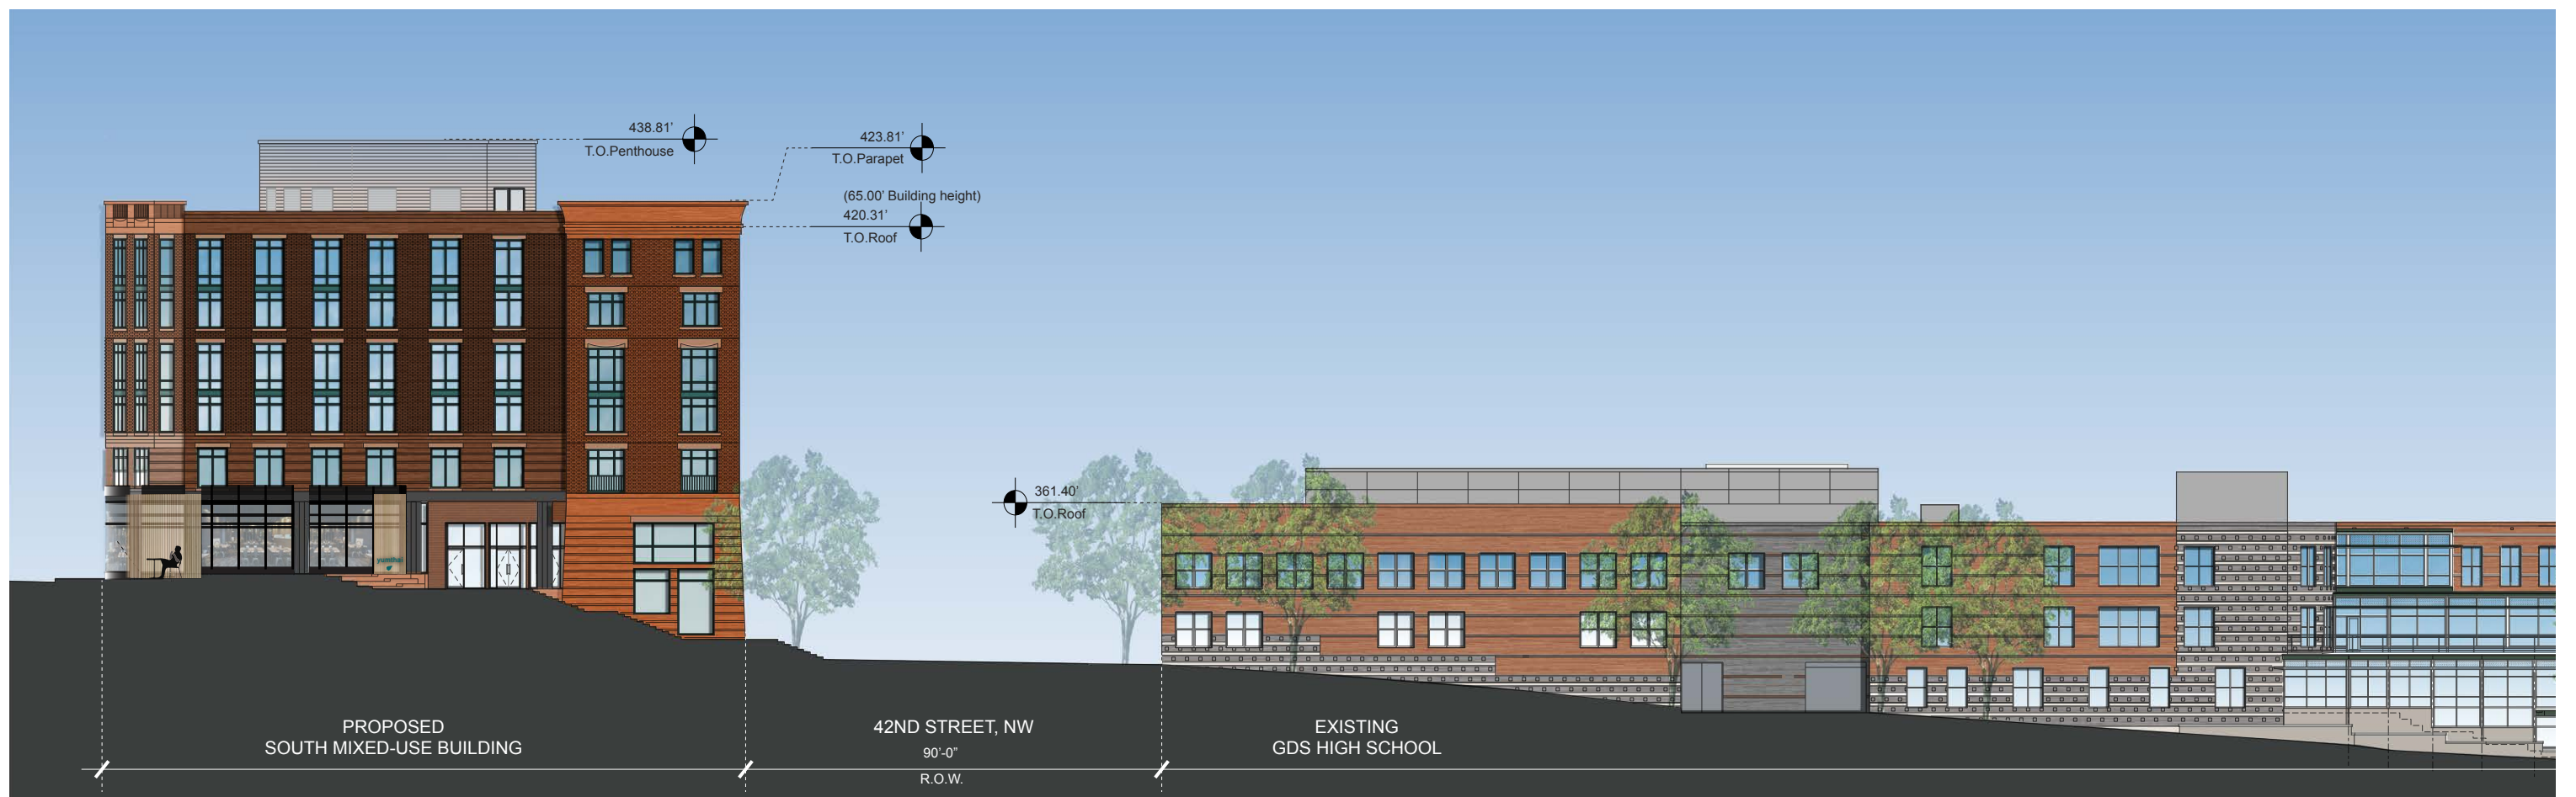 438.81'
T.O.Penthouse
423.81'
T.O.Parapet
(65.00' Building height)
420.31'
T.O.Roof
361.40'
T.O.Roof
PROPOSED
SOUTH MIXED-USE BUILDING
42ND STREET, NW
90'-0"
R.O.W.
EXISTING
GDS HIGH SCHOOL